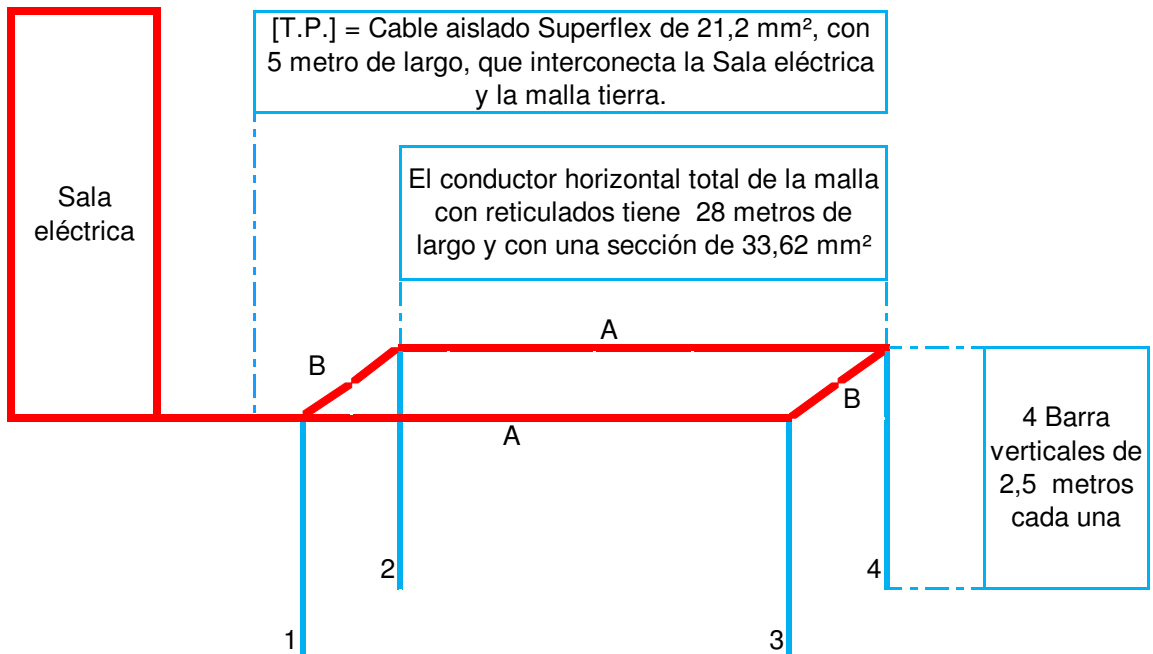 [T.P.] = Cable aislado Superflex de 21,2 mm², con
5 metro de largo, que interconecta la Sala eléctrica
y la malla tierra.
El conductor horizontal total de la malla
con reticulados tiene 28 metros de
largo y con una sección de 33,62 mm²
Sala
eléctrica
A
B
B
A
4 Barra
verticales de
2,5 metros
cada una
2
4
1
3